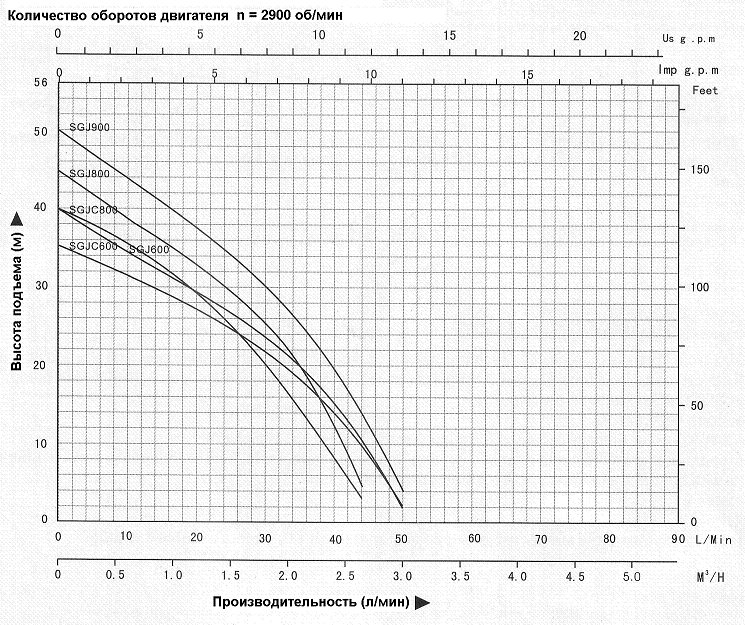 Количество оборотов двигателя n = 2900 об/мин
0 5 10 15 20 Us g .p.m
0 5 10 15 Imp g.p.m
56 Feet
50 SGJ900
SGJ800 150
40 SGJC800
SGJC600 SGJ600
30 100
20
50
10
0 0
0 10 20 30 40 50 60 70 80 90 L/Min
0 0.5 1.0 1.5 2.0 2.5 3.0 3.5 4.0 4.5 5.0 M³/H
Высота подъема (м)
Производительность (л/мин)